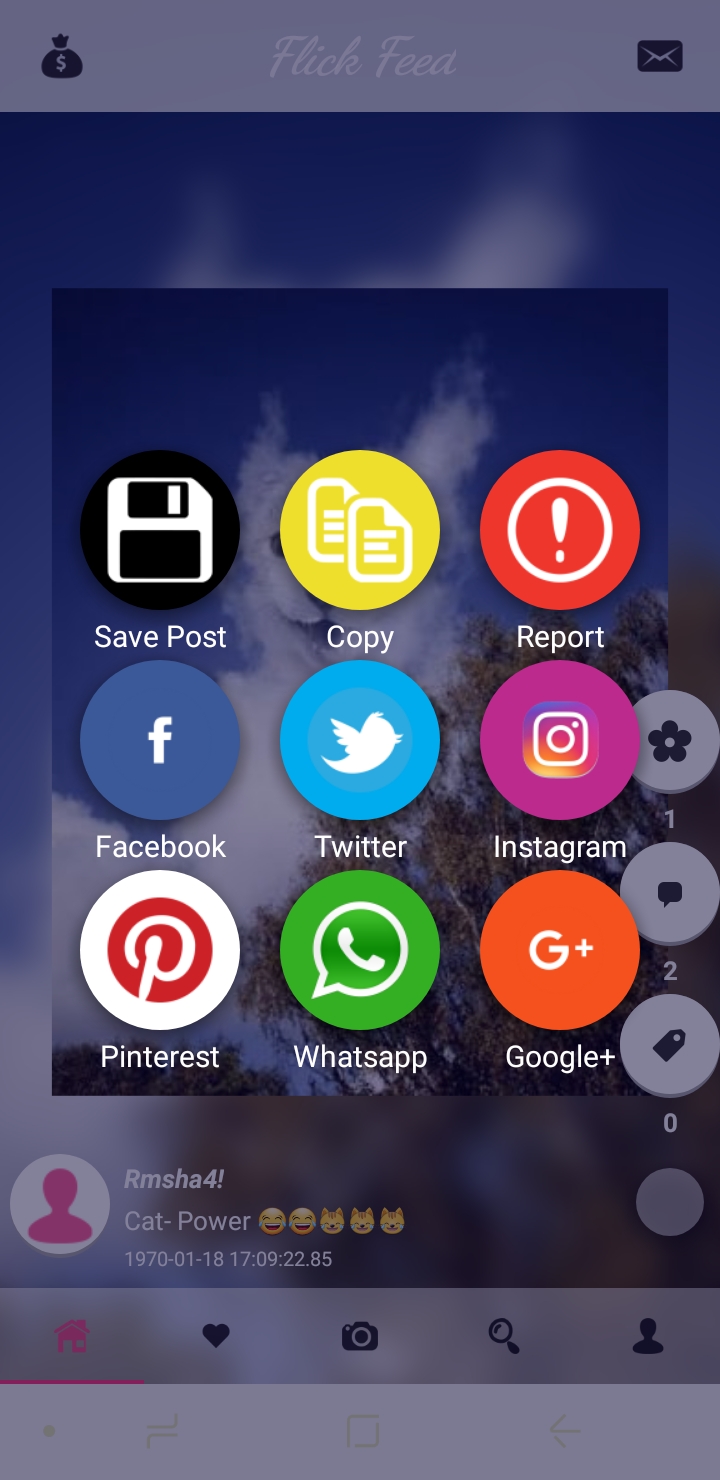 Flick Feed
Save Post
Copy
Report
Facebook
Twitter
Instagram
1
2
Pinterest
Whatsapp
G+
Google+
0
Rmsha4!
Cat- Power 😂😂😹😹😹
1970-01-18 17:09:22.85